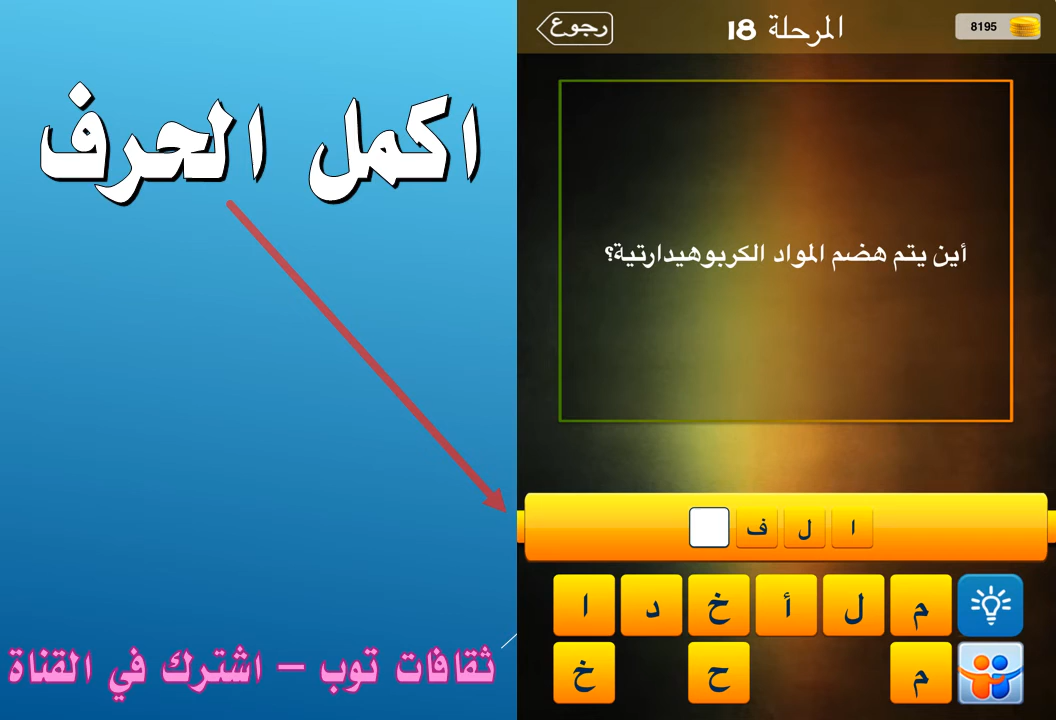 اكمل الحرف
ثقافات توب – اشترك في القناة
رجوع
المرحلة 18
8195
أين يتم هضم المواد الكربوهيدارتية؟
ا ل ف
م ل أ خ د ا
م ح خ